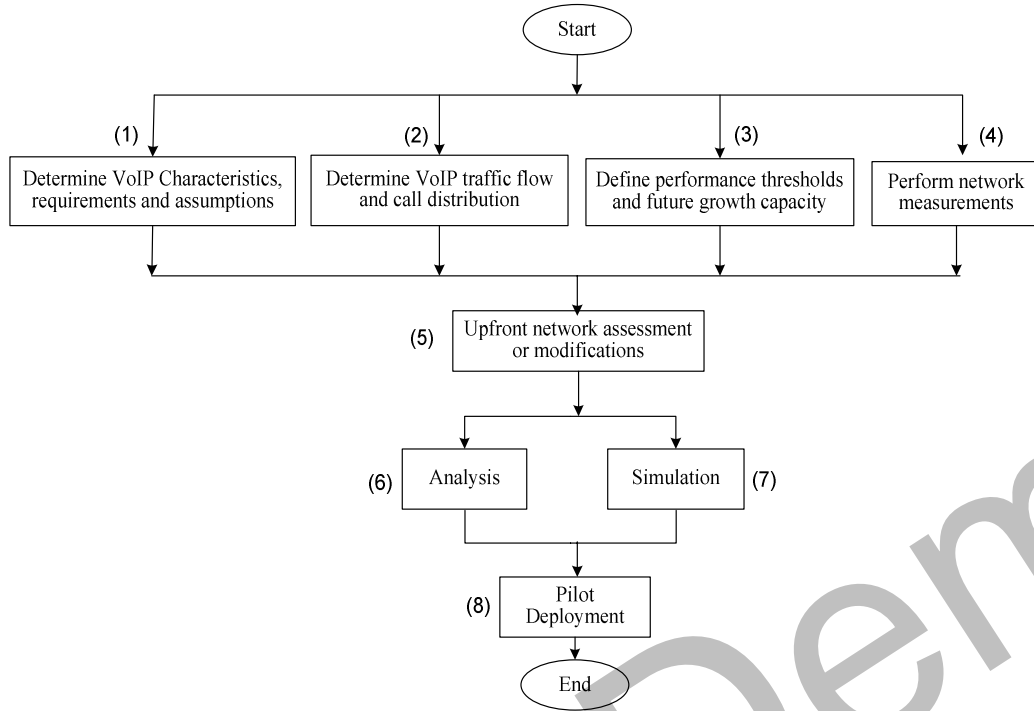 Start
(1)
(2)
(3)
(4)
Determine VoIP Characteristics,
requirements and assumptions
Determine VoIP traffic flow
and call distribution
Define performance thresholds
and future growth capacity
Perform network
measurements
(5)
Upfront network assessment
or modifications
(6)
Analysis
Simulation
(7)
(8)
Pilot
Deployment
End
Dem